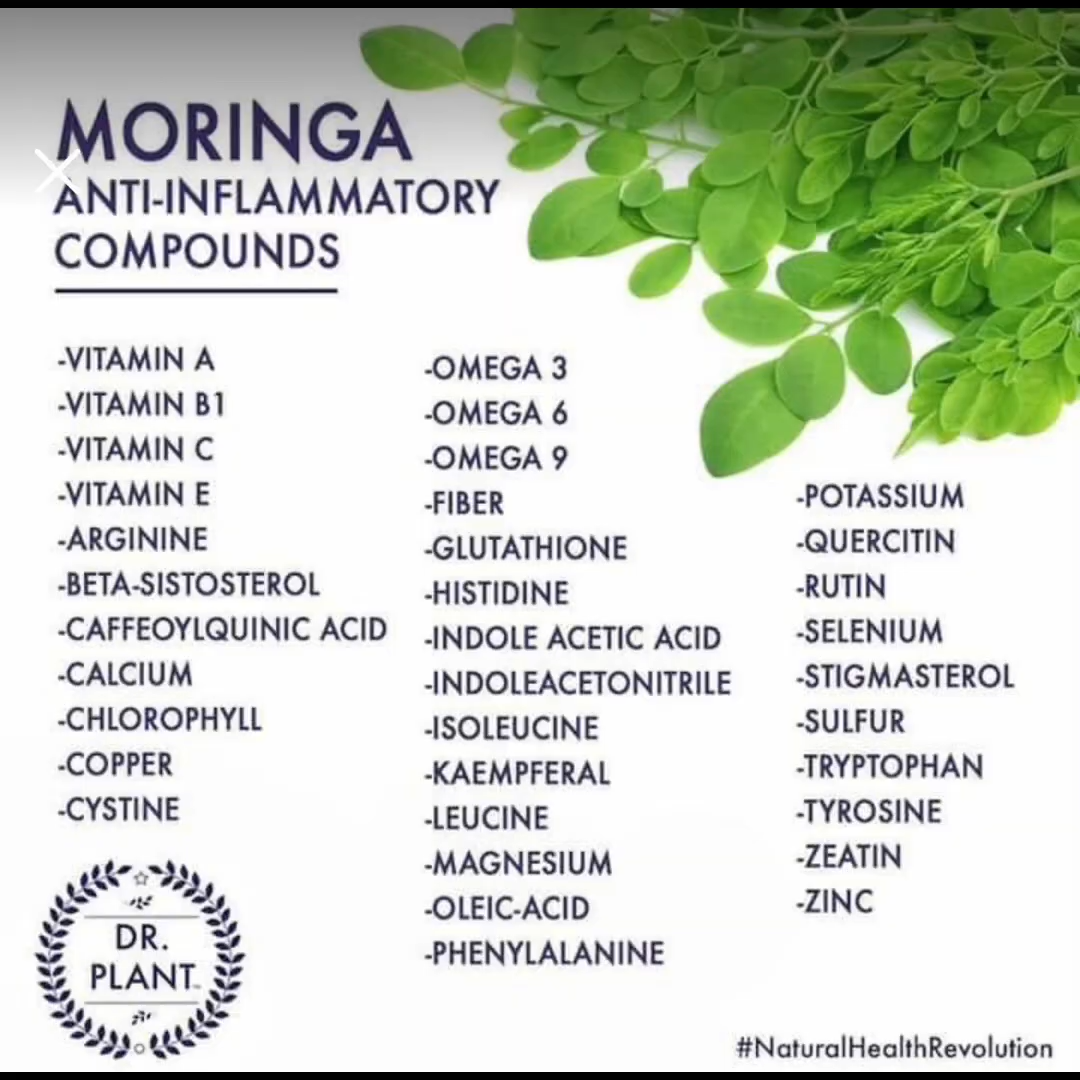 MORINGA
ANTI-INFLAMMATORY
COMPOUNDS
-VITAMIN A
-VITAMIN B1
-VITAMIN C
-VITAMIN E
-ARGININE
-BETA-SISTOSTEROL
-CAFFEOYLQUINIC ACID
-CALCIUM
-CHLOROPHYLL
-COPPER
-CYSTINE
-OMEGA 3
-OMEGA 6
-OMEGA 9
-FIBER
-GLUTATHIONE
-HISTIDINE
-INDOLE ACETIC ACID
-INDOLEACETONITRILE
-ISOLEUCINE
-KAEMPFERAL
-LEUCINE
-MAGNESIUM
-OLEIC-ACID
-PHENYLALANINE
-POTASSIUM
-QUERCITIN
-RUTIN
-SELENIUM
-STIGMASTEROL
-SULFUR
-TRYPTOPHAN
-TYROSINE
-ZEATIN
-ZINC
DR.
PLANT™
#NaturalHealthRevolution